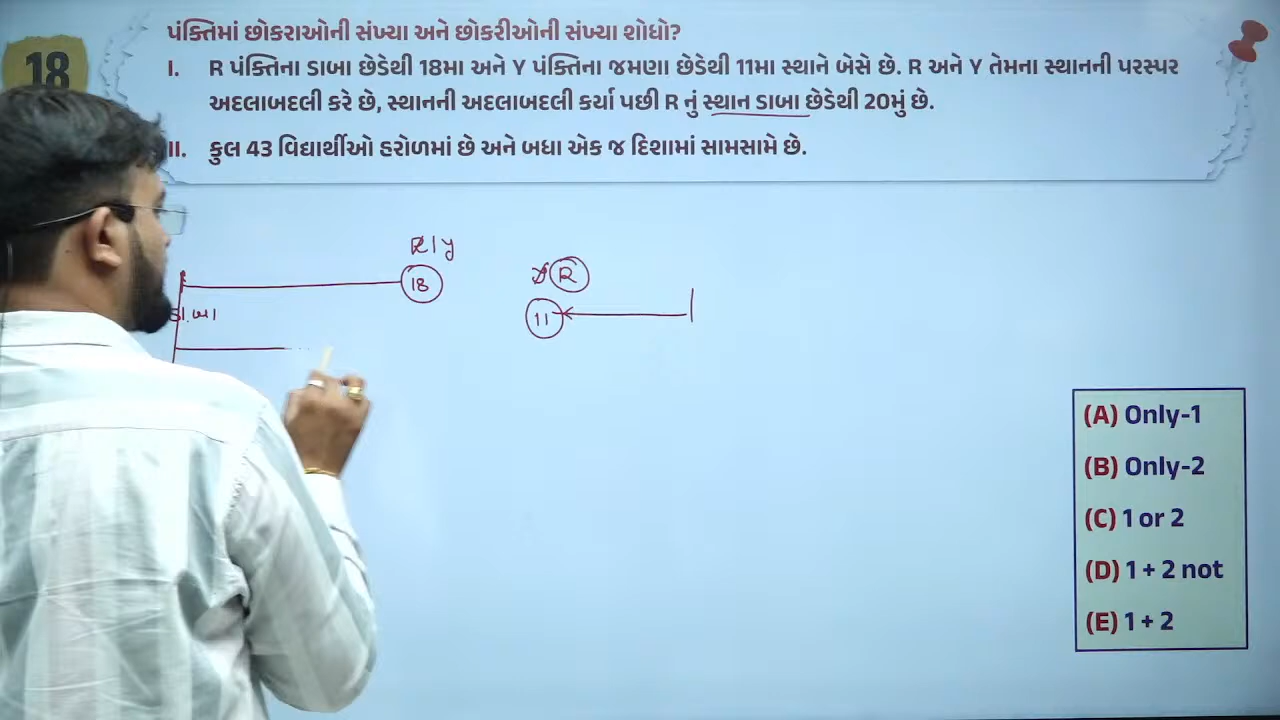 18
પંક્તિમાં છોકરાઓની સંખ્યા અને છોકરીઓની સંખ્યા શોધો?
I. R પંક્તિના ડાબા છેડેથી 18મા અને Y પંક્તિના જમણા છેડેથી 11મા સ્થાને બેસે છે. R અને Y તેમના સ્થાનની પરસ્પર
અદલાબદલી કરે છે, સ્થાનની અદલાબદલી કર્યા પછી R નું સ્થાન ડાબા છેડેથી 20મું છે.
II. કુલ 43 વિદ્યાર્થીઓ હરોળમાં છે અને બધા એક જ દિશામાં સામસામે છે.
R|y
18
R
11
(A) Only-1
(B) Only-2
(C) 1 or 2
(D) 1 + 2 not
(E) 1 + 2